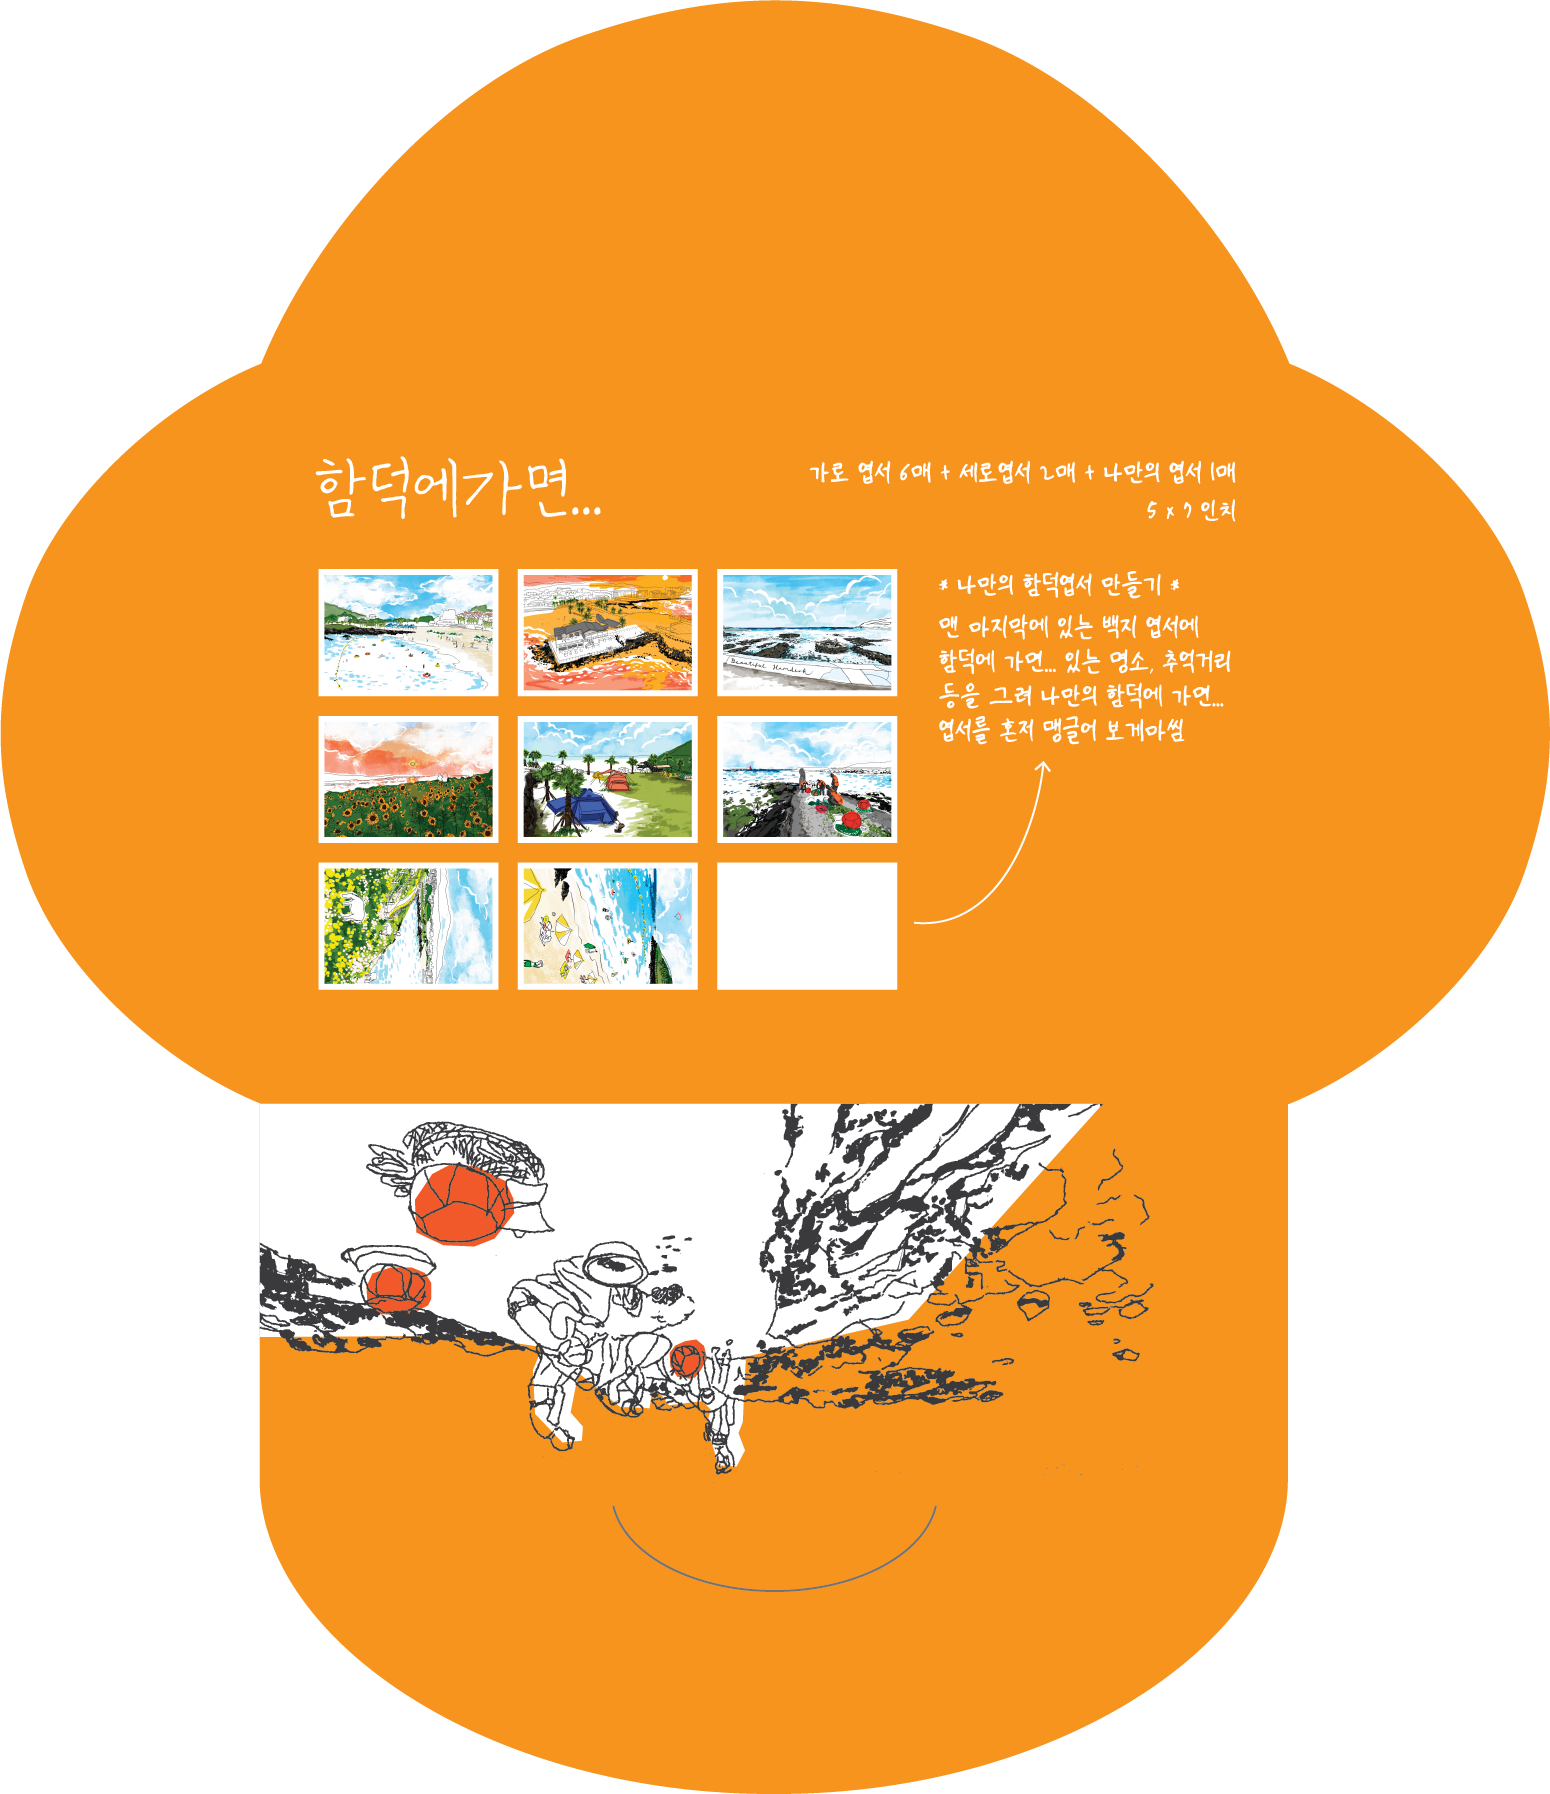 함덕에가면...
가로 엽서 6매 + 세로엽서 2매 + 나만의 엽서 1매
5 x 7 인치
* 나만의 함덕엽서 만들기 *
맨 마지막에 있는 백지 엽서에
함덕에 가면... 있는 명소, 추억거리
등을 그려 나만의 함덕에 가면...
엽서를 혼저 맹글어 보게마씸
Beautiful Hamdeok